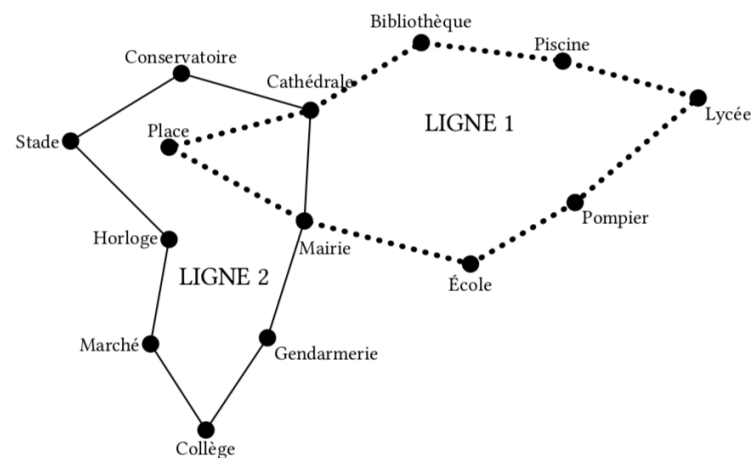 Bibliothèque
Piscine
Conservatoire
Cathédrale
Lycée
LIGNE 1
Place
Stade
Pompier
Horloge
Mairie
LIGNE 2
École
Marché
Gendarmerie
Collège